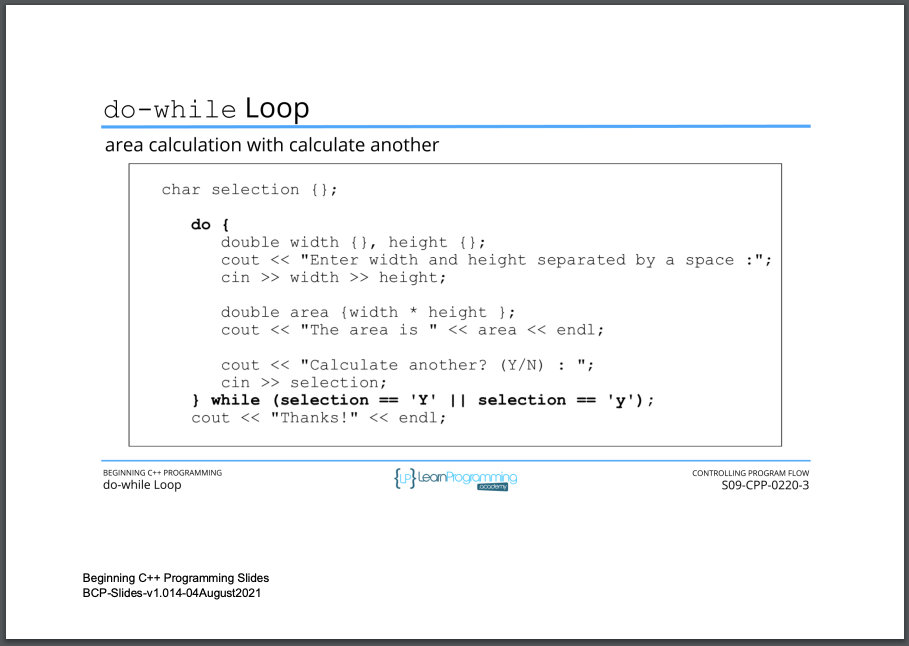 do-while Loop
area calculation with calculate another
char selection {};
do {
double width {}, height {};
cout << "Enter width and height separated by a space :";
cin >> width >> height;
double area {width * height };
cout << "The area is " << area << endl;
cout << "Calculate another? (Y/N) : ";
cin >> selection;
} while (selection == 'Y' || selection == 'y');
cout << "Thanks!" << endl;
BEGINNING C++ PROGRAMMING
do-while Loop
{LP} LearnProgramming
academy
CONTROLLING PROGRAM FLOW
S09-CPP-0220-3
Beginning C++ Programming Slides
BCP-Slides-v1.014-04August2021